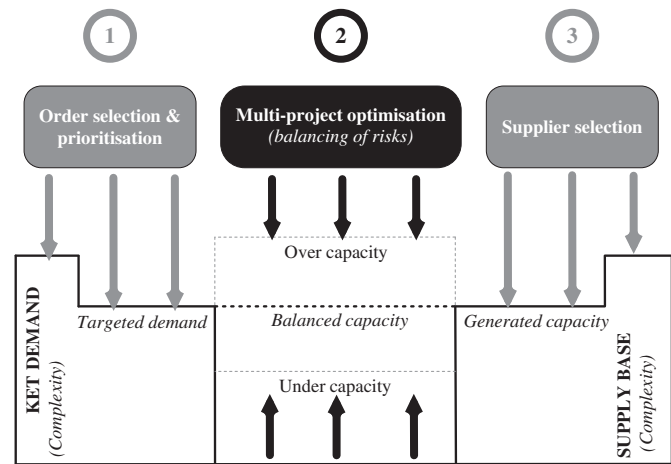 1
2
3
Order selection &
prioritisation
Multi-project optimisation
(balancing of risks)
Supplier selection
Over capacity
Targeted demand
Balanced capacity
Generated capacity
Under capacity
KET DEMAND
(Complexity)
SUPPLY BASE
(Complexity)